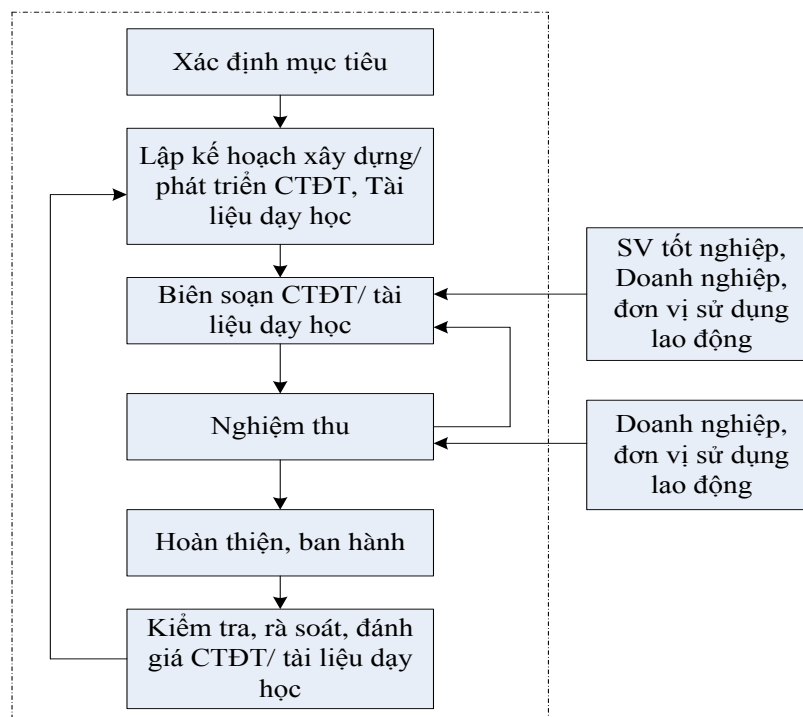 Xác định mục tiêu
Lập kế hoạch xây dựng/
phát triển CTĐT, Tài
liệu dạy học
Biên soạn CTĐT/ tài
liệu dạy học
Nghiệm thu
Hoàn thiện, ban hành
Kiểm tra, rà soát, đánh
giá CTĐT/ tài liệu dạy
học
SV tốt nghiệp,
Doanh nghiệp,
đơn vị sử dụng
lao động
Doanh nghiệp,
đơn vị sử dụng
lao động